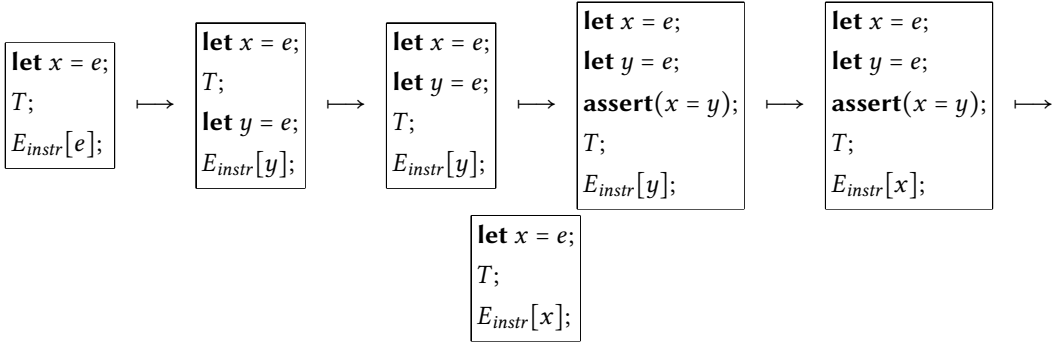 let x = e;
T;
E_instr[e];
⟼
let x = e;
T;
let y = e;
E_instr[y];
⟼
let x = e;
let y = e;
T;
E_instr[y];
⟼
let x = e;
let y = e;
assert(x = y);
T;
E_instr[y];
⟼
let x = e;
let y = e;
assert(x = y);
T;
E_instr[x];
⟼
let x = e;
T;
E_instr[x];